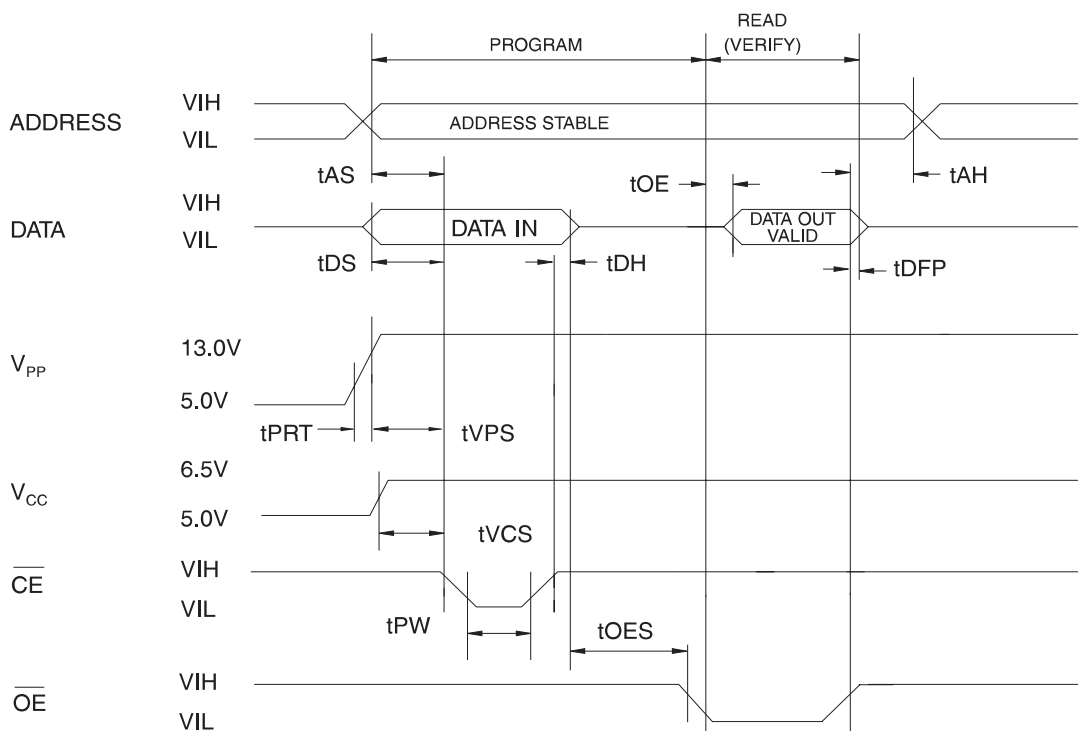 READ
PROGRAM (VERIFY)
VIH
ADDRESS ADDRESS STABLE
VIL
tAS tOE tAH
VIH
DATA DATA IN DATA OUT
VIL VALID
tDS tDH tDFP
13.0V
VPP
5.0V
tPRT tVPS
6.5V
VCC
5.0V
tVCS
VIH
CE
VIL
tPW tOES
VIH
OE
VIL